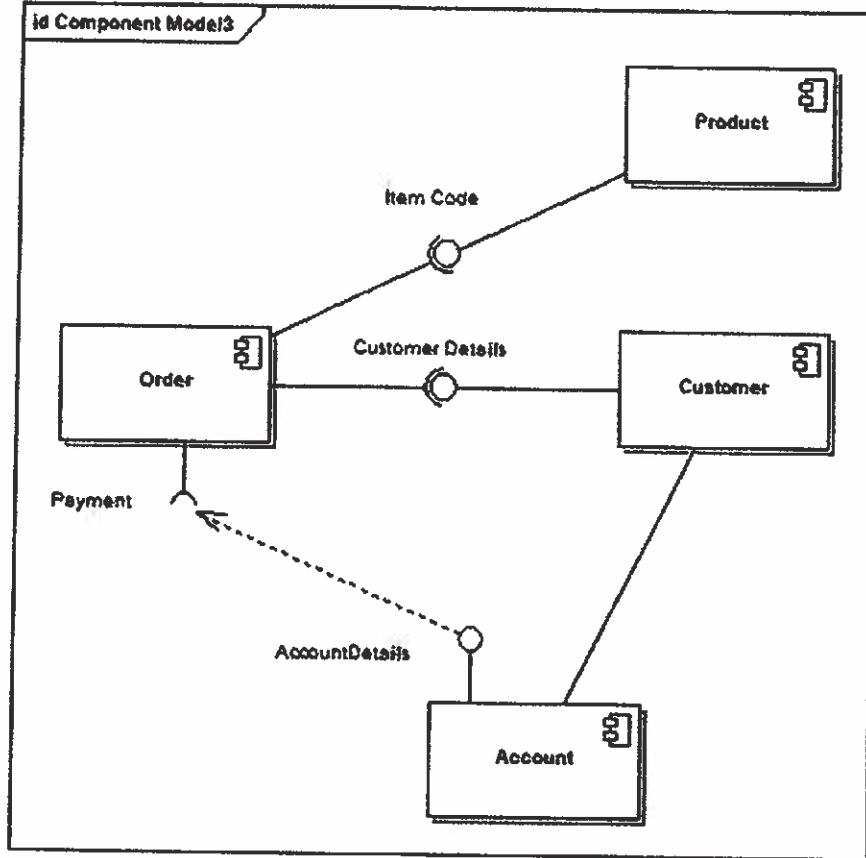 id Component Model3
Product
Item Code
Order
Customer Details
Customer
Payment
AccountDetails
Account